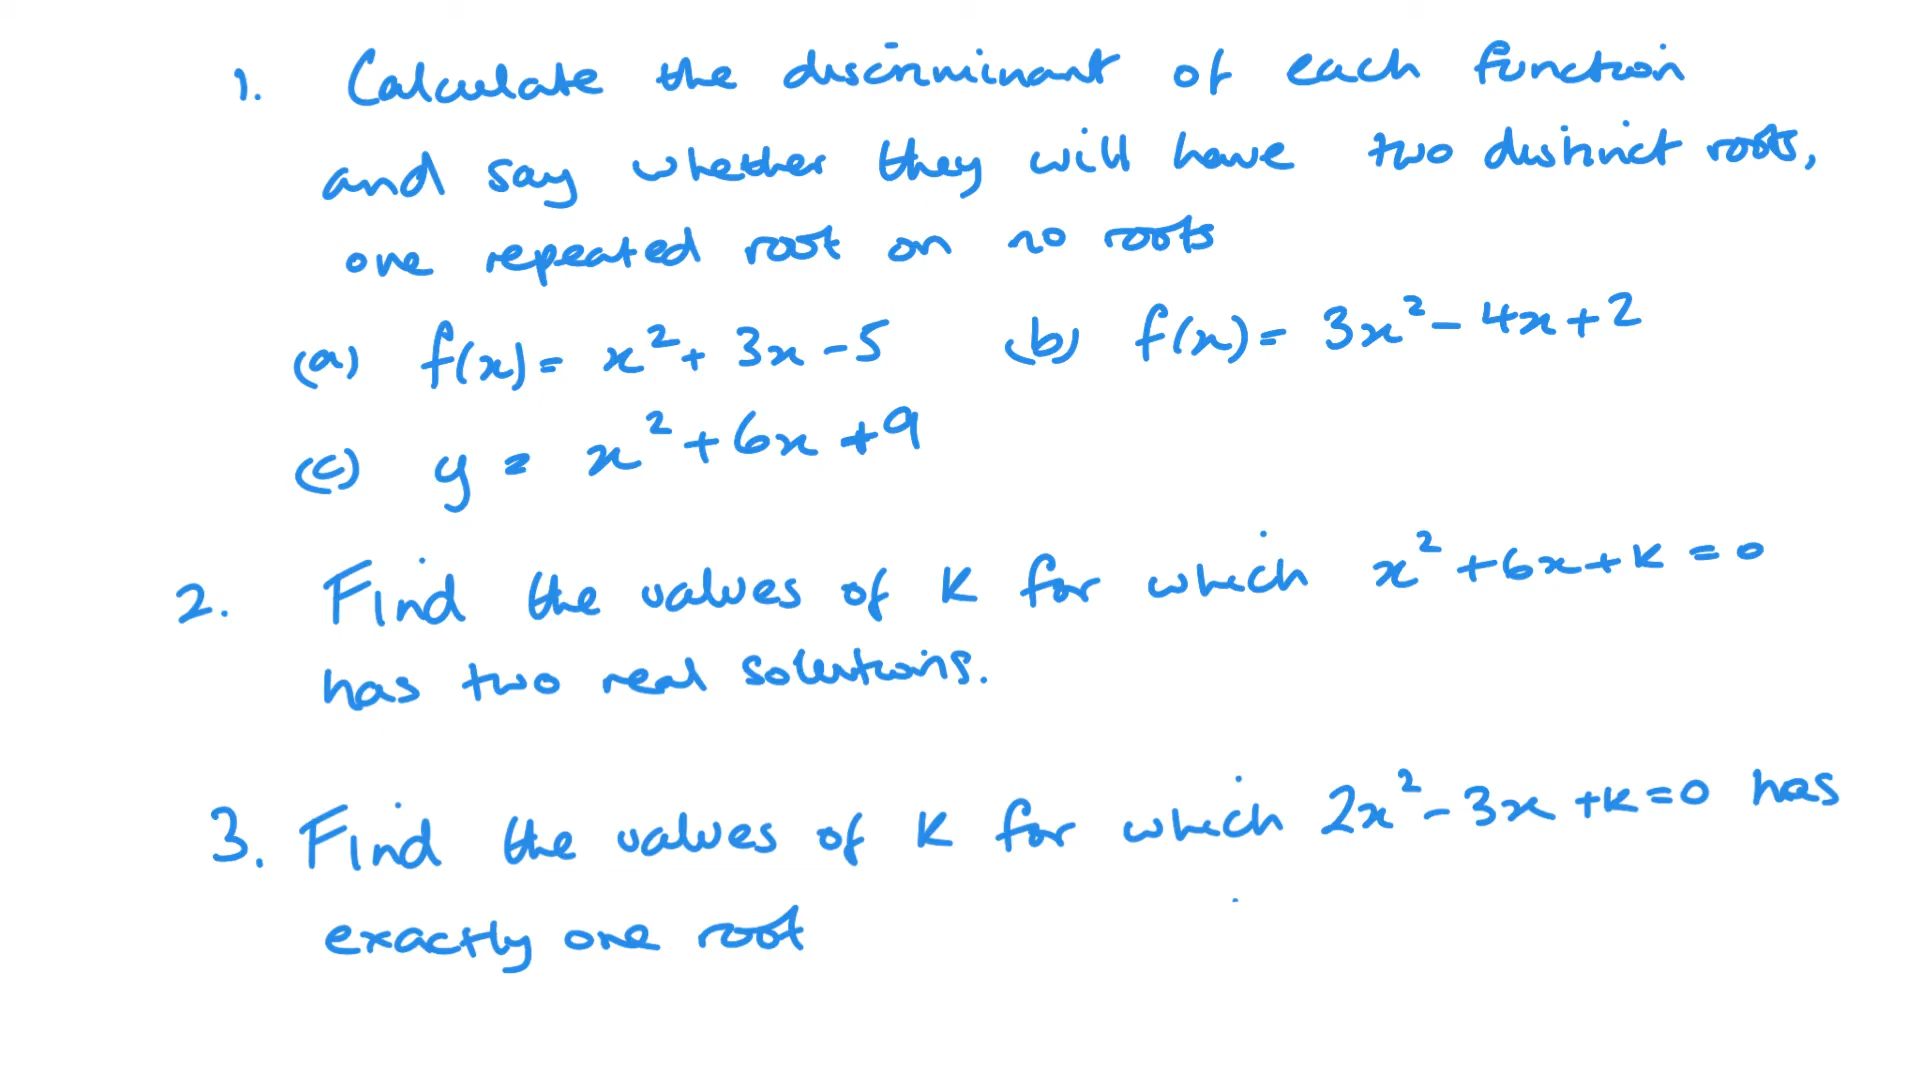 1. Calculate the discriminant of each function
and say whether they will have two distinct roots,
one repeated root or no roots
(a) f(x) = x² + 3x - 5 (b) f(x) = 3x² - 4x + 2
(c) y = x² + 6x + 9
2. Find the values of K for which x² + 6x + K = 0
has two real solutions.
3. Find the values of K for which 2x² - 3x + K = 0 has
exactly one root